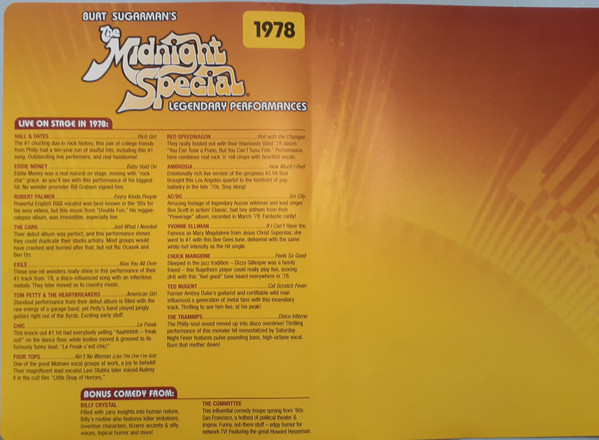 BURT SUGARMAN'S
1978
The
Midnight
Special
LEGENDARY PERFORMANCES
LIVE ON STAGE IN 1978:
HALL & OATES Rich Girl
The #1 charting duo in rock history, this pair of college friends
from Philly had a ten-year run of soulful hits, including this #1
song. Outstanding live performers, and real handsome!
EDDIE MONEY Baby Hold On
Eddie Money was a real natural on stage, moving with "rock
star" grace, as you'll see with this performance of his biggest
hit. No wonder promoter Bill Graham signed him.
ROBERT PALMER Every Kinda People
Powerful English R&B vocalist was best-known in the '80s for
his sexy videos, but this music from "Double Fun," his reggae-
calypso album, was irresistible, especially live.
THE CARS Just What I Needed
Their debut album was perfect, and this performance shows
they could duplicate their studio artistry. Most groups would
have crashed and burned after that, but not Ric Ocasek and
Ben Orr.
EXILE Kiss You All Over
These one-hit wonders really shine in this performance of their
#1 track from '78, a disco-influenced song with an infectious
melody. They later moved on to country music.
TOM PETTY & THE HEARTBREAKERS American Girl
Standout performance from their debut album is filled with the
raw energy of a garage band, yet Petty's band played jangly
guitars right out of the Byrds. Exciting early stuff.
CHIC Le Freak
This knock-out #1 hit had everybody yelling "Aaahhhhh – freak
out!" on the dance floor, while bodies moved & grooved to its
furiously funky beat. "Le Freak c'est chic!"
FOUR TOPS Ain't No Woman (Like The One I've Got)
One of the great Motown vocal groups at work, a joy to behold!
Their magnificent lead vocalist Levi Stubbs later voiced Audrey
II in the cult film "Little Shop of Horrors."
REO SPEEDWAGON Roll with the Changes
They really busted out with their hilariously titled '78 album
"You Can Tune a Piano, But You Can't Tuna Fish." Performance
here combines real rock 'n' roll chops with heartfelt vocals.
AMBROSIA How Much I Feel
Emotionally rich live version of the gorgeous #3 hit that
brought this Los Angeles quartet to the forefront of pop
balladry in the late '70s. Sing along!
AC/DC Sin City
Amazing footage of legendary Aussie wildman and lead singer
Bon Scott in action! Classic, bad boy anthem from their
"Powerage" album, recorded in March '78. Fantastic rarity!
YVONNE ELLIMAN If I Can't Have You
Famous as Mary Magdalene from Jesus Christ Superstar, she
went to #1 with this Bee Gees tune, delivered with the same
white-hot intensity as the hit single.
CHUCK MANGIONE Feels So Good
Steeped in the jazz tradition – Dizzy Gillespie was a family
friend – this flugelhorn player could really play live, scoring
(#4) with this "feel good" tune heard everywhere in '78.
TED NUGENT Cat Scratch Fever
Former Amboy Duke's guitarist and certifiable wild man
influenced a generation of metal fans with this incendiary
track. Thrilling to see him live, at his peak!
THE TRAMMPS Disco Inferno
The Philly-soul sound moved up into disco overdrive! Thrilling
performance of this monster hit immortalized by Saturday
Night Fever features pulse-pounding bass, high-octane vocal.
Burn that mother down!
BONUS COMEDY FROM:
BILLY CRYSTAL
Filled with zany insights into human nature,
Billy's routine also features killer imitations,
inventive characters, bizarre accents & silly
voices, topical humor and more!
THE COMMITTEE
This influential comedy troupe sprang from '60s
San Francisco, a hotbed of political theater &
improv. Funny, out-there stuff – edgy humor for
network TV! Featuring the great Howard Hesseman.